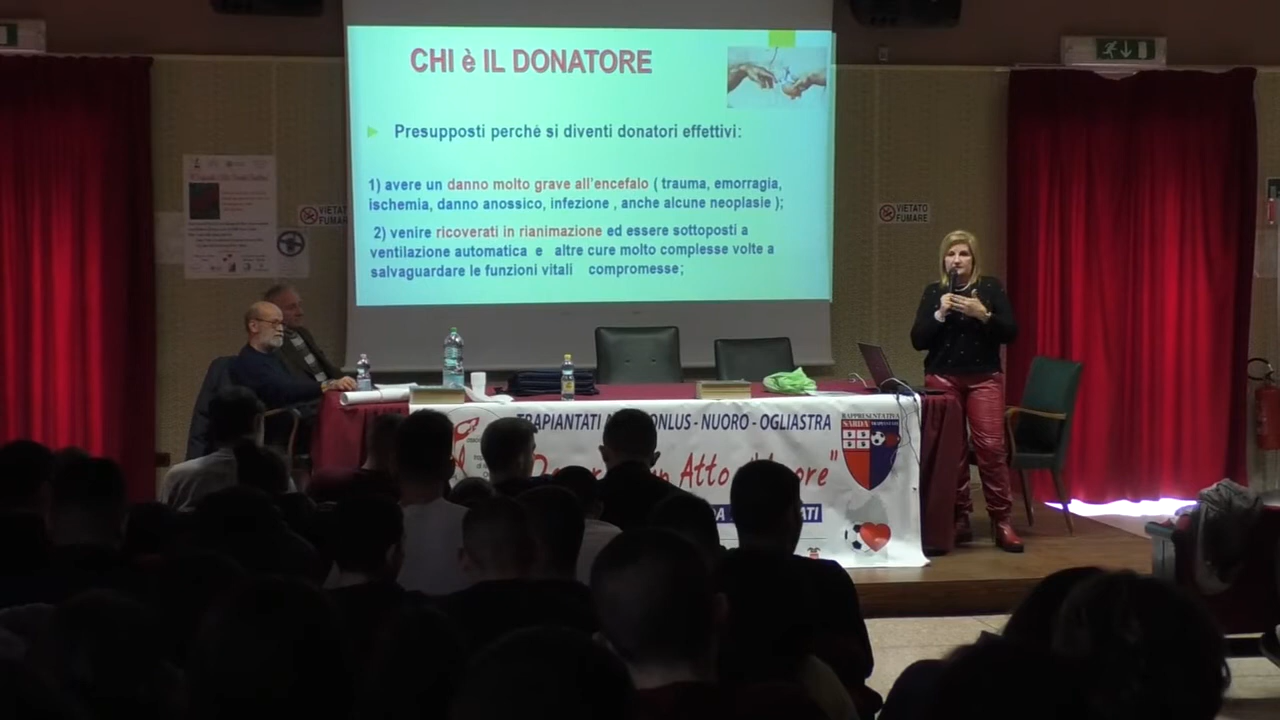 CHI è IL DONATORE
Presupposti perché si diventi donatori effettivi:
1) avere un danno molto grave all'encefalo ( trauma, emorragia,
ischemia, danno anossico, infezione , anche alcune neoplasie );
2) venire ricoverati in rianimazione ed essere sottoposti a
ventilazione automatica e altre cure molto complesse volte a
salvaguardare le funzioni vitali compromesse;
VIETATO
FUMARE
VIETATO
FUMARE
TRAPIANTATI ONLUS - NUORO - OGLIASTRA
RAPPRESENTATIVA
SARDA TRAPIANTATI
Atto